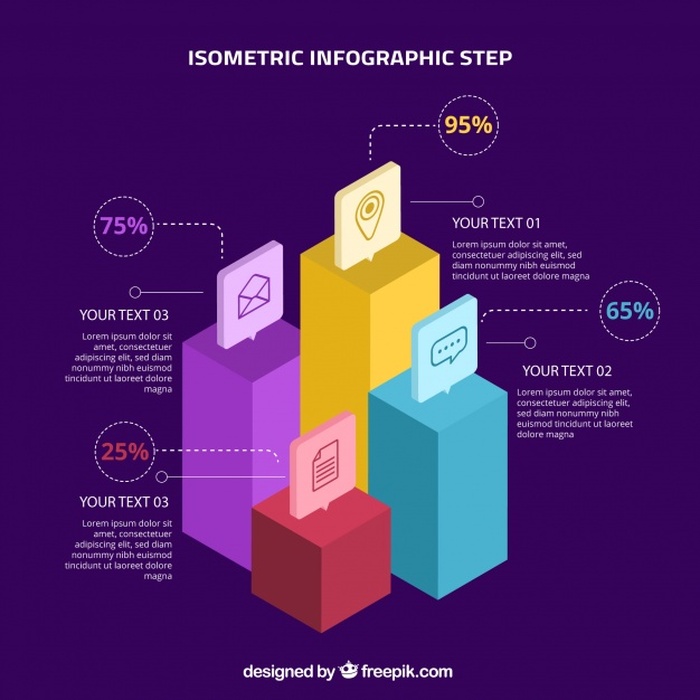 ISOMETRIC INFOGRAPHIC STEP
95%
YOUR TEXT 01
Lorem ipsum dolor sit amet,
consectetuer adipiscing elit, sed
diam nonummy nibh euismod
tincidunt ut laoreet dolore magna
75%
YOUR TEXT 03
Lorem ipsum dolor sit
amet, consectetuer
adipiscing elit, sed diam
nonummy nibh euismod
tincidunt ut laoreet dolore
magna
65%
YOUR TEXT 02
Lorem ipsum dolor sit amet,
consectetuer adipiscing
elit, sed diam nonummy nibh
euismod tincidunt ut laoreet
dolore magna
25%
YOUR TEXT 03
Lorem ipsum dolor sit
amet, consectetuer
adipiscing elit, sed diam
nonummy nibh euismod
tincidunt ut laoreet dolore
magna
designed by freepik.com